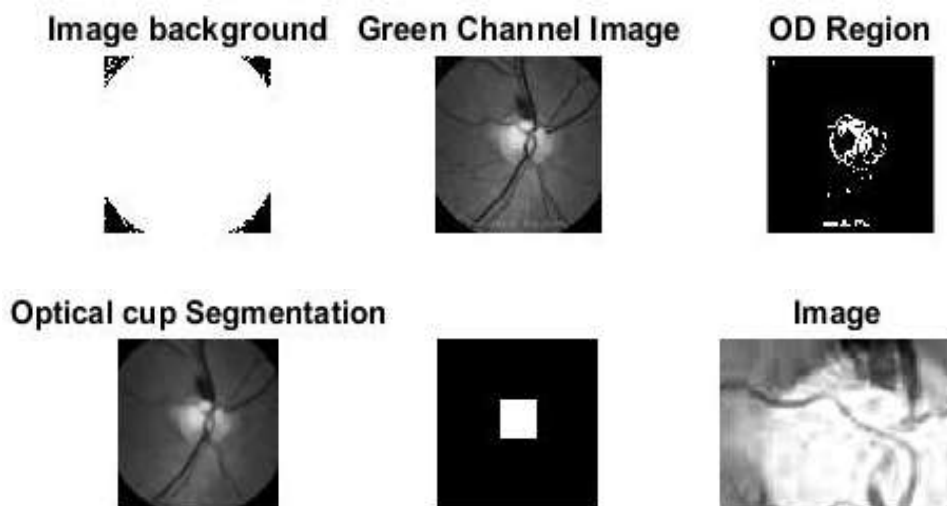 Image background
Green Channel Image
OD Region
Optical cup Segmentation
Image